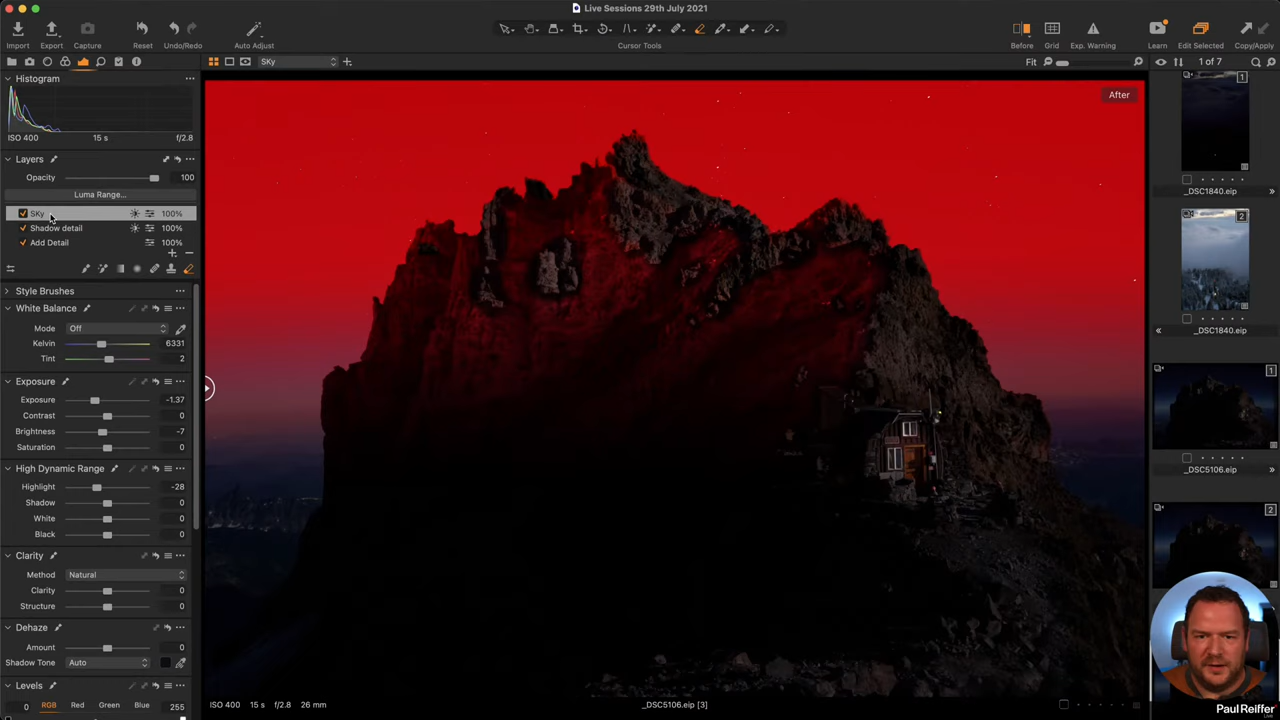 Live Sessions 29th July 2021
Import
Export
Capture
Undo/Redo
Auto Adjust
Cursor Tools
Before
Grid
Exp. Warning
Learn
Edit Selected
Copy/Apply
SKy
Fit
1 of 7
Histogram
ISO 400
15 s
f/2.8
Layers
Opacity
100
Luma Range...
SKy
100%
Shadow detail
100%
Add Detail
100%
Style Brushes
White Balance
Mode
Off
Kelvin
6331
Tint
2
Exposure
Exposure
-1.37
Contrast
0
Brightness
-7
Saturation
0
High Dynamic Range
Highlight
-28
Shadow
0
White
0
Black
0
Clarity
Method
Natural
Clarity
0
Structure
0
Dehaze
Amount
0
Shadow Tone
Auto
Levels
0
RGB
Red
Green
Blue
255
After
ISO 400
15 s
f/2.8
26 mm
_DSC5106.eip [3]
1
_DSC1840.eip
2
_DSC1840.eip
1
_DSC5106.eip
2
Paul Reiffer
Live